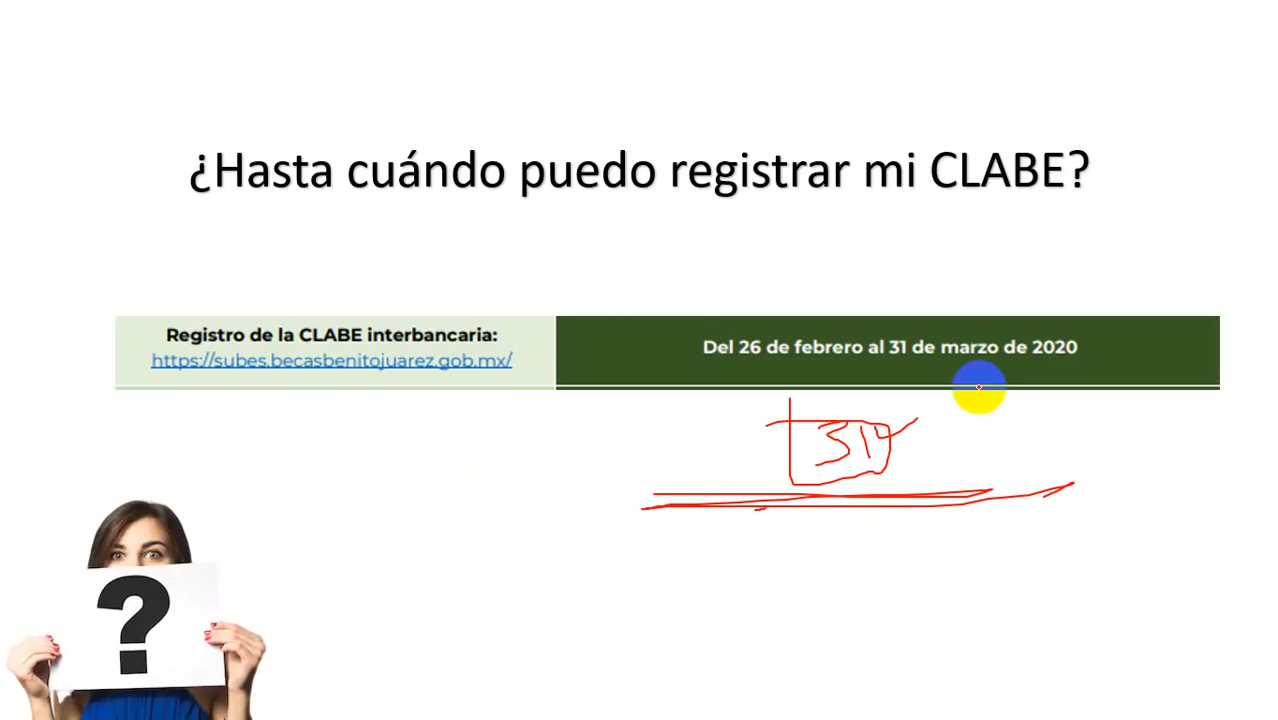 ¿Hasta cuándo puedo registrar mi CLABE?
Registro de la CLABE interbancaria:
https://subes.becasbenitojuarez.gob.mx/
Del 26 de febrero al 31 de marzo de 2020
31
?